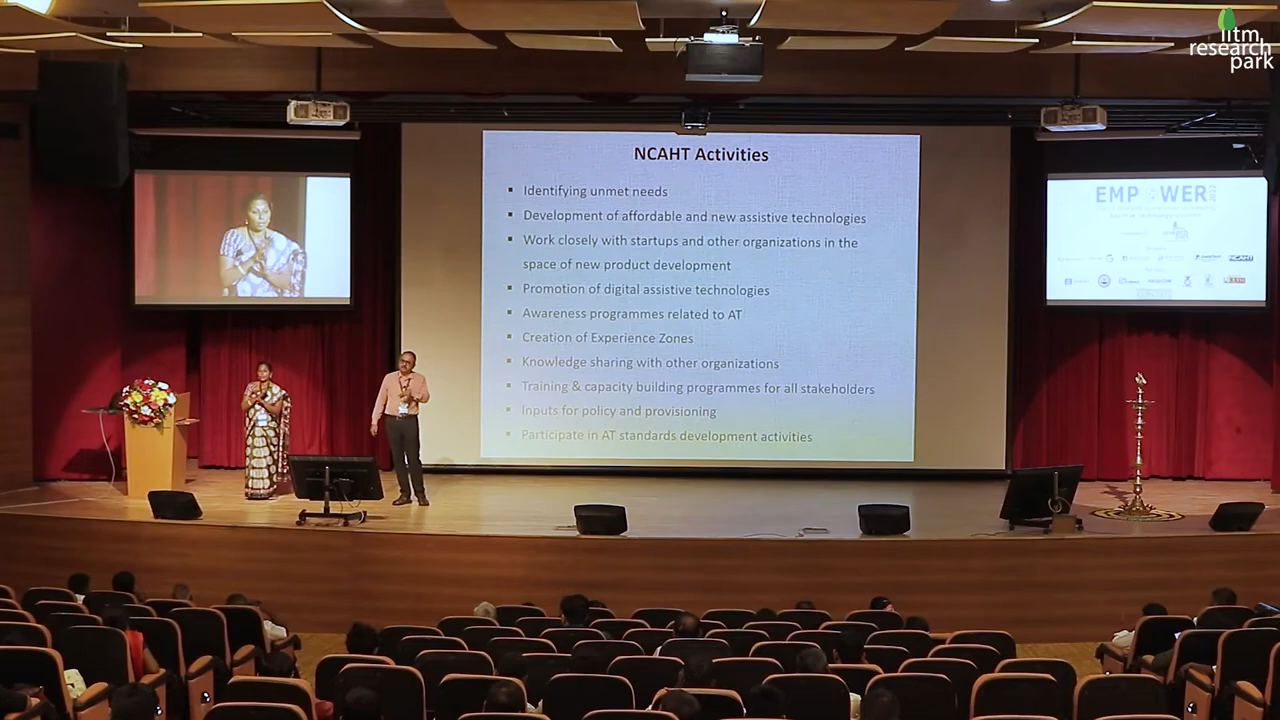 iitm
research
park
NCAHT Activities
Identifying unmet needs
Development of affordable and new assistive technologies
Work closely with startups and other organizations in the
space of new product development
Promotion of digital assistive technologies
Awareness programmes related to AT
Creation of Experience Zones
Knowledge sharing with other organizations
Training & capacity building programmes for all stakeholders
Inputs for policy and provisioning
Participate in AT standards development activities
EMPOWER 2022
NCAHT